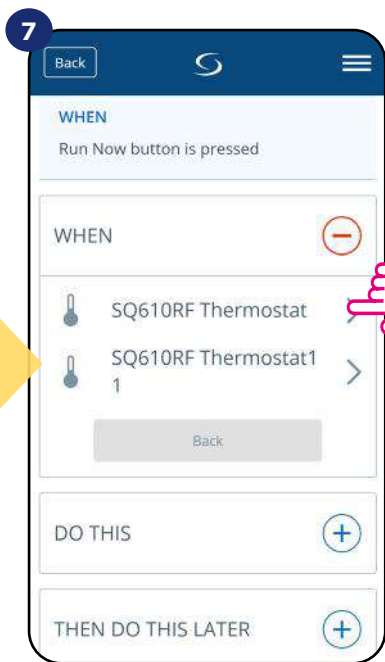 7
Back
WHEN
Run Now button is pressed
WHEN
SQ610RF Thermostat
SQ610RF Thermostat1
1
Back
DO THIS
THEN DO THIS LATER